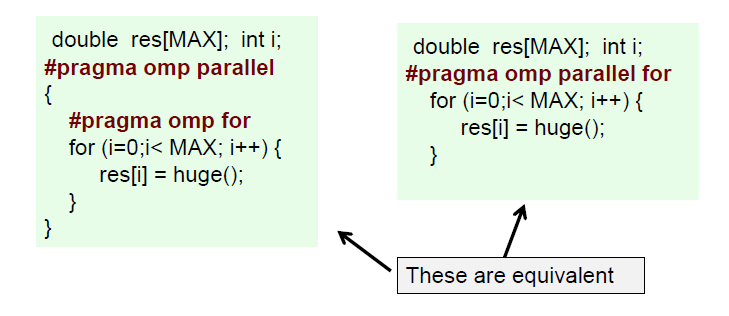 double res[MAX]; int i;
#pragma omp parallel
{
#pragma omp for
for (i=0;i< MAX; i++) {
res[i] = huge();
}
}
double res[MAX]; int i;
#pragma omp parallel for
for (i=0;i< MAX; i++) {
res[i] = huge();
}
These are equivalent